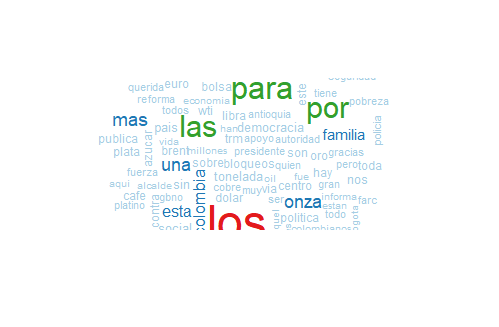 seguridad
querida euro bolsa para este
reforma economia tiene pobreza
todos wti libra antioquia por
mas las han democracia policia
publica pais trm apoyo autoridad familia
azucar vida
plata brent millones presidente son oro gracias
una sobre bloqueos quien pero toda
fuerza tonelada oil fue hay
aqui alcalde sin colombia cobre muy via centro gran nos
cafe gbno dolar ser onza informa farc
platino contra esta los quel politica estan todo bogota
social colombianos